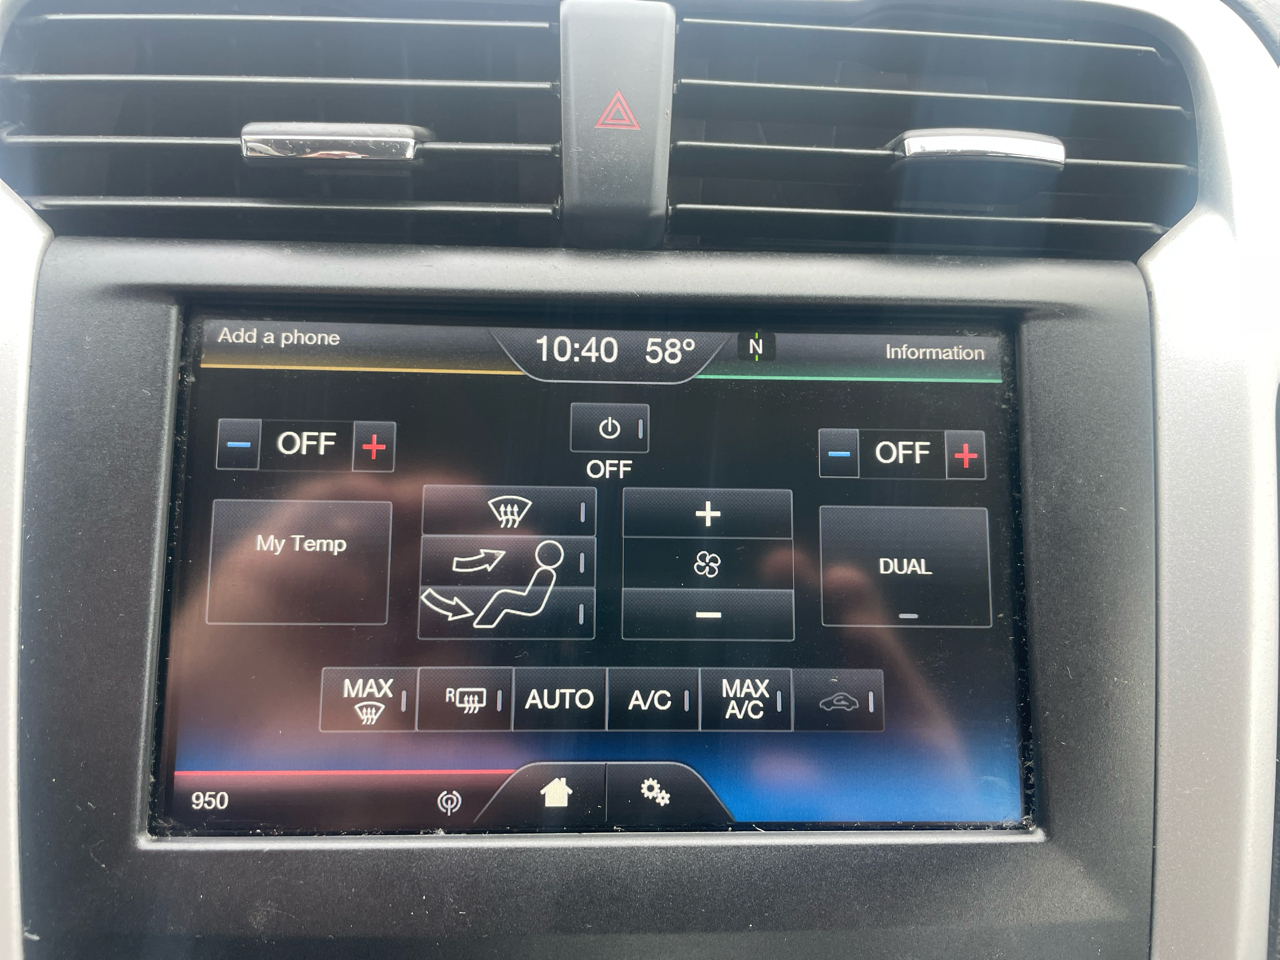 Add a phone
10:40 58° N
Information
- OFF +
OFF
- OFF +
My Temp
+
-
DUAL
MAX
R
AUTO
A/C
MAX
A/C
950